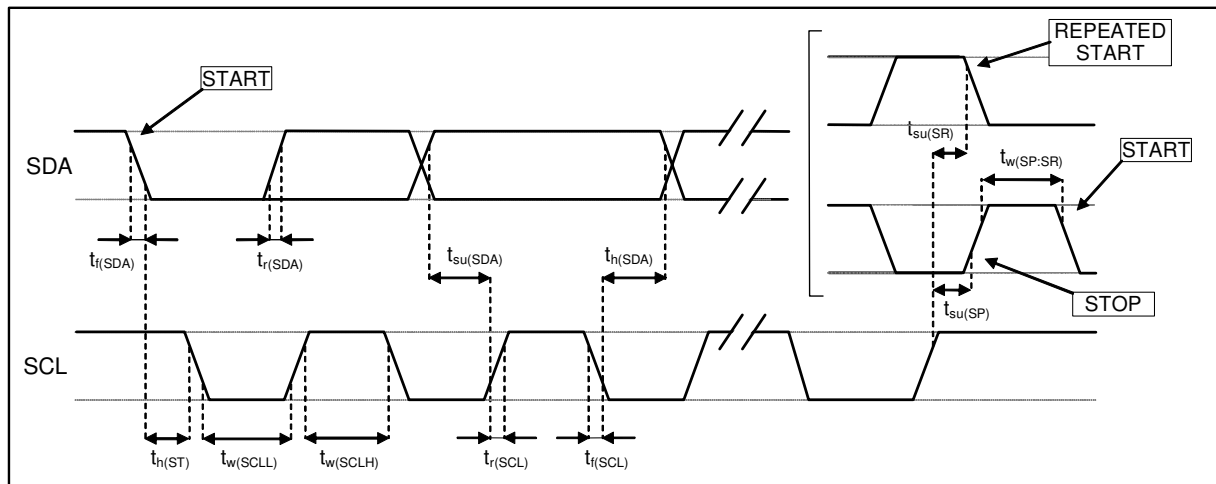 REPEATED
START
START
t_su(SR)
t_w(SP:SR)
START
SDA
t_f(SDA)
t_r(SDA)
t_su(SDA)
t_h(SDA)
STOP
t_su(SP)
SCL
t_h(ST)
t_w(SCLL)
t_w(SCLH)
t_r(SCL)
t_f(SCL)